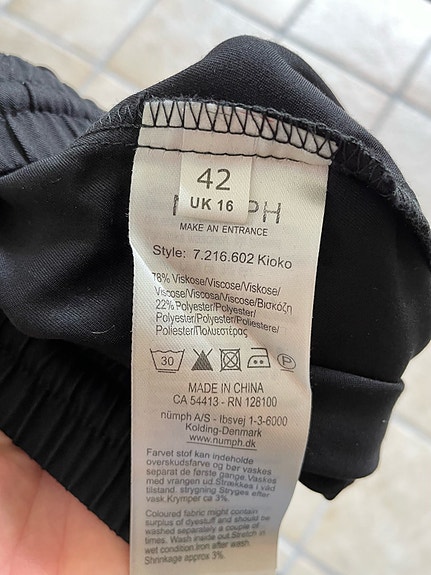 42
UK 16
MAKE AN ENTRANCE
Style: 7.216.602 Kioko
78% Viskose/Viscose/Viskose/
Viscose/Viscosa/Viscose/Вискόζη
22% Polyester/Polyester/
Polyester/Polyester/Poliestere/
Poliester/Πολυεστέρας
30
P
MADE IN CHINA
CA 54413 - RN 128100
nümph A/S - Ibsvej 1-3-6000
Kolding-Denmark
www.numph.dk
Farvet stof kan indeholde
overskudsfarve og bør vaskes
separat de første gange.Vaskes
med vrangen ud.Strækkes i våd
tilstand. strygning Stryges efter
vask.Krymper ca 3%.
Coloured fabric might contain
surplus of dyestuff and should be
washed separately a couple of
times. Wash inside out.Stretch in
wet condition.Iron after wash.
Shrinkage approx 3%.